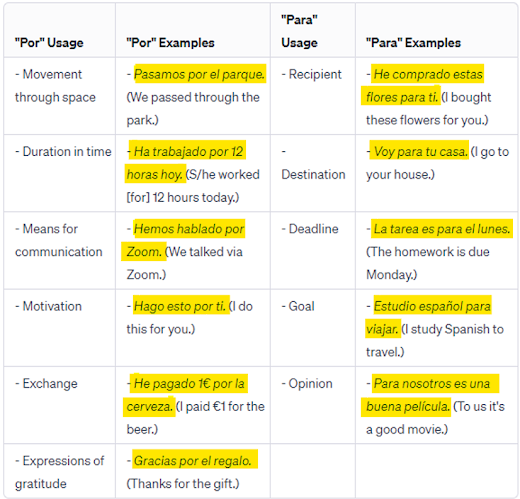 "Por" Usage
"Por" Examples
"Para"
Usage
"Para" Examples
- Movement
through space
- Pasamos por el parque.
(We passed through the
park.)
- Recipient
- He comprado estas
flores para ti. (I bought
these flowers for you.)
- Duration in time
- Ha trabajado por 12
horas hoy. (S/he worked
[for] 12 hours today.)
-
Destination
- Voy para tu casa. (I go to
your house.)
- Means for
communication
- Hemos hablado por
Zoom. (We talked via
Zoom.)
- Deadline
- La tarea es para el lunes.
(The homework is due
Monday.)
- Motivation
- Hago esto por ti. (I do
this for you.)
- Goal
- Estudio español para
viajar. (I study Spanish to
travel.)
- Exchange
- He pagado 1€ por la
cerveza. (I paid €1 for the
beer.)
- Opinion
- Para nosotros es una
buena película. (To us it's
a good movie.)
- Expressions of
gratitude
- Gracias por el regalo.
(Thanks for the gift.)